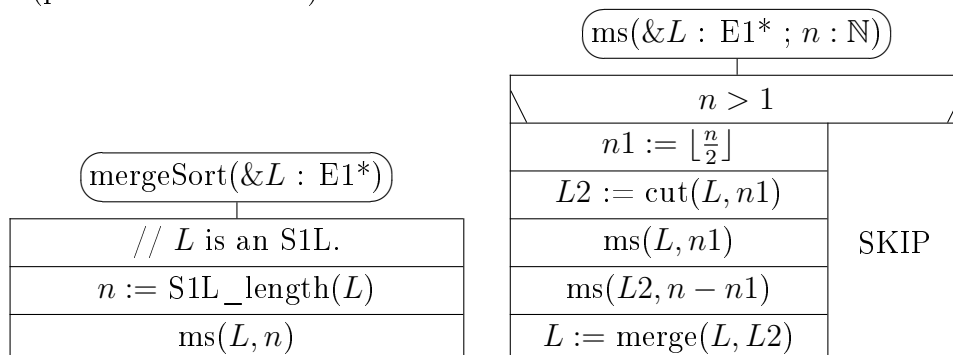 mergeSort(&L : E1*)
// L is an S1L.
n := S1L_length(L)
ms(L, n)
ms(&L : E1* ; n : ℕ)
n > 1
n1 := ⌊n/2⌋
L2 := cut(L, n1)
ms(L, n1)
ms(L2, n − n1)
L := merge(L, L2)
SKIP